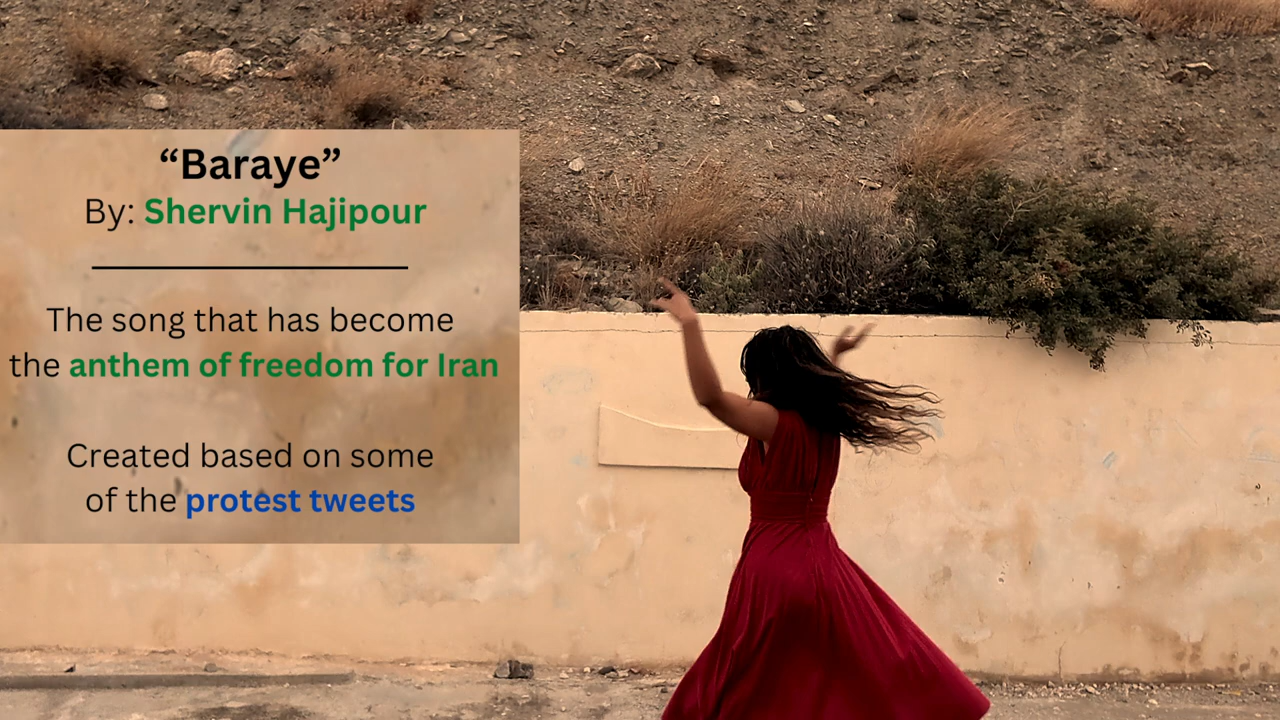 “Baraye”
By: Shervin Hajipour
The song that has become
the anthem of freedom for Iran
Created based on some
of the protest tweets